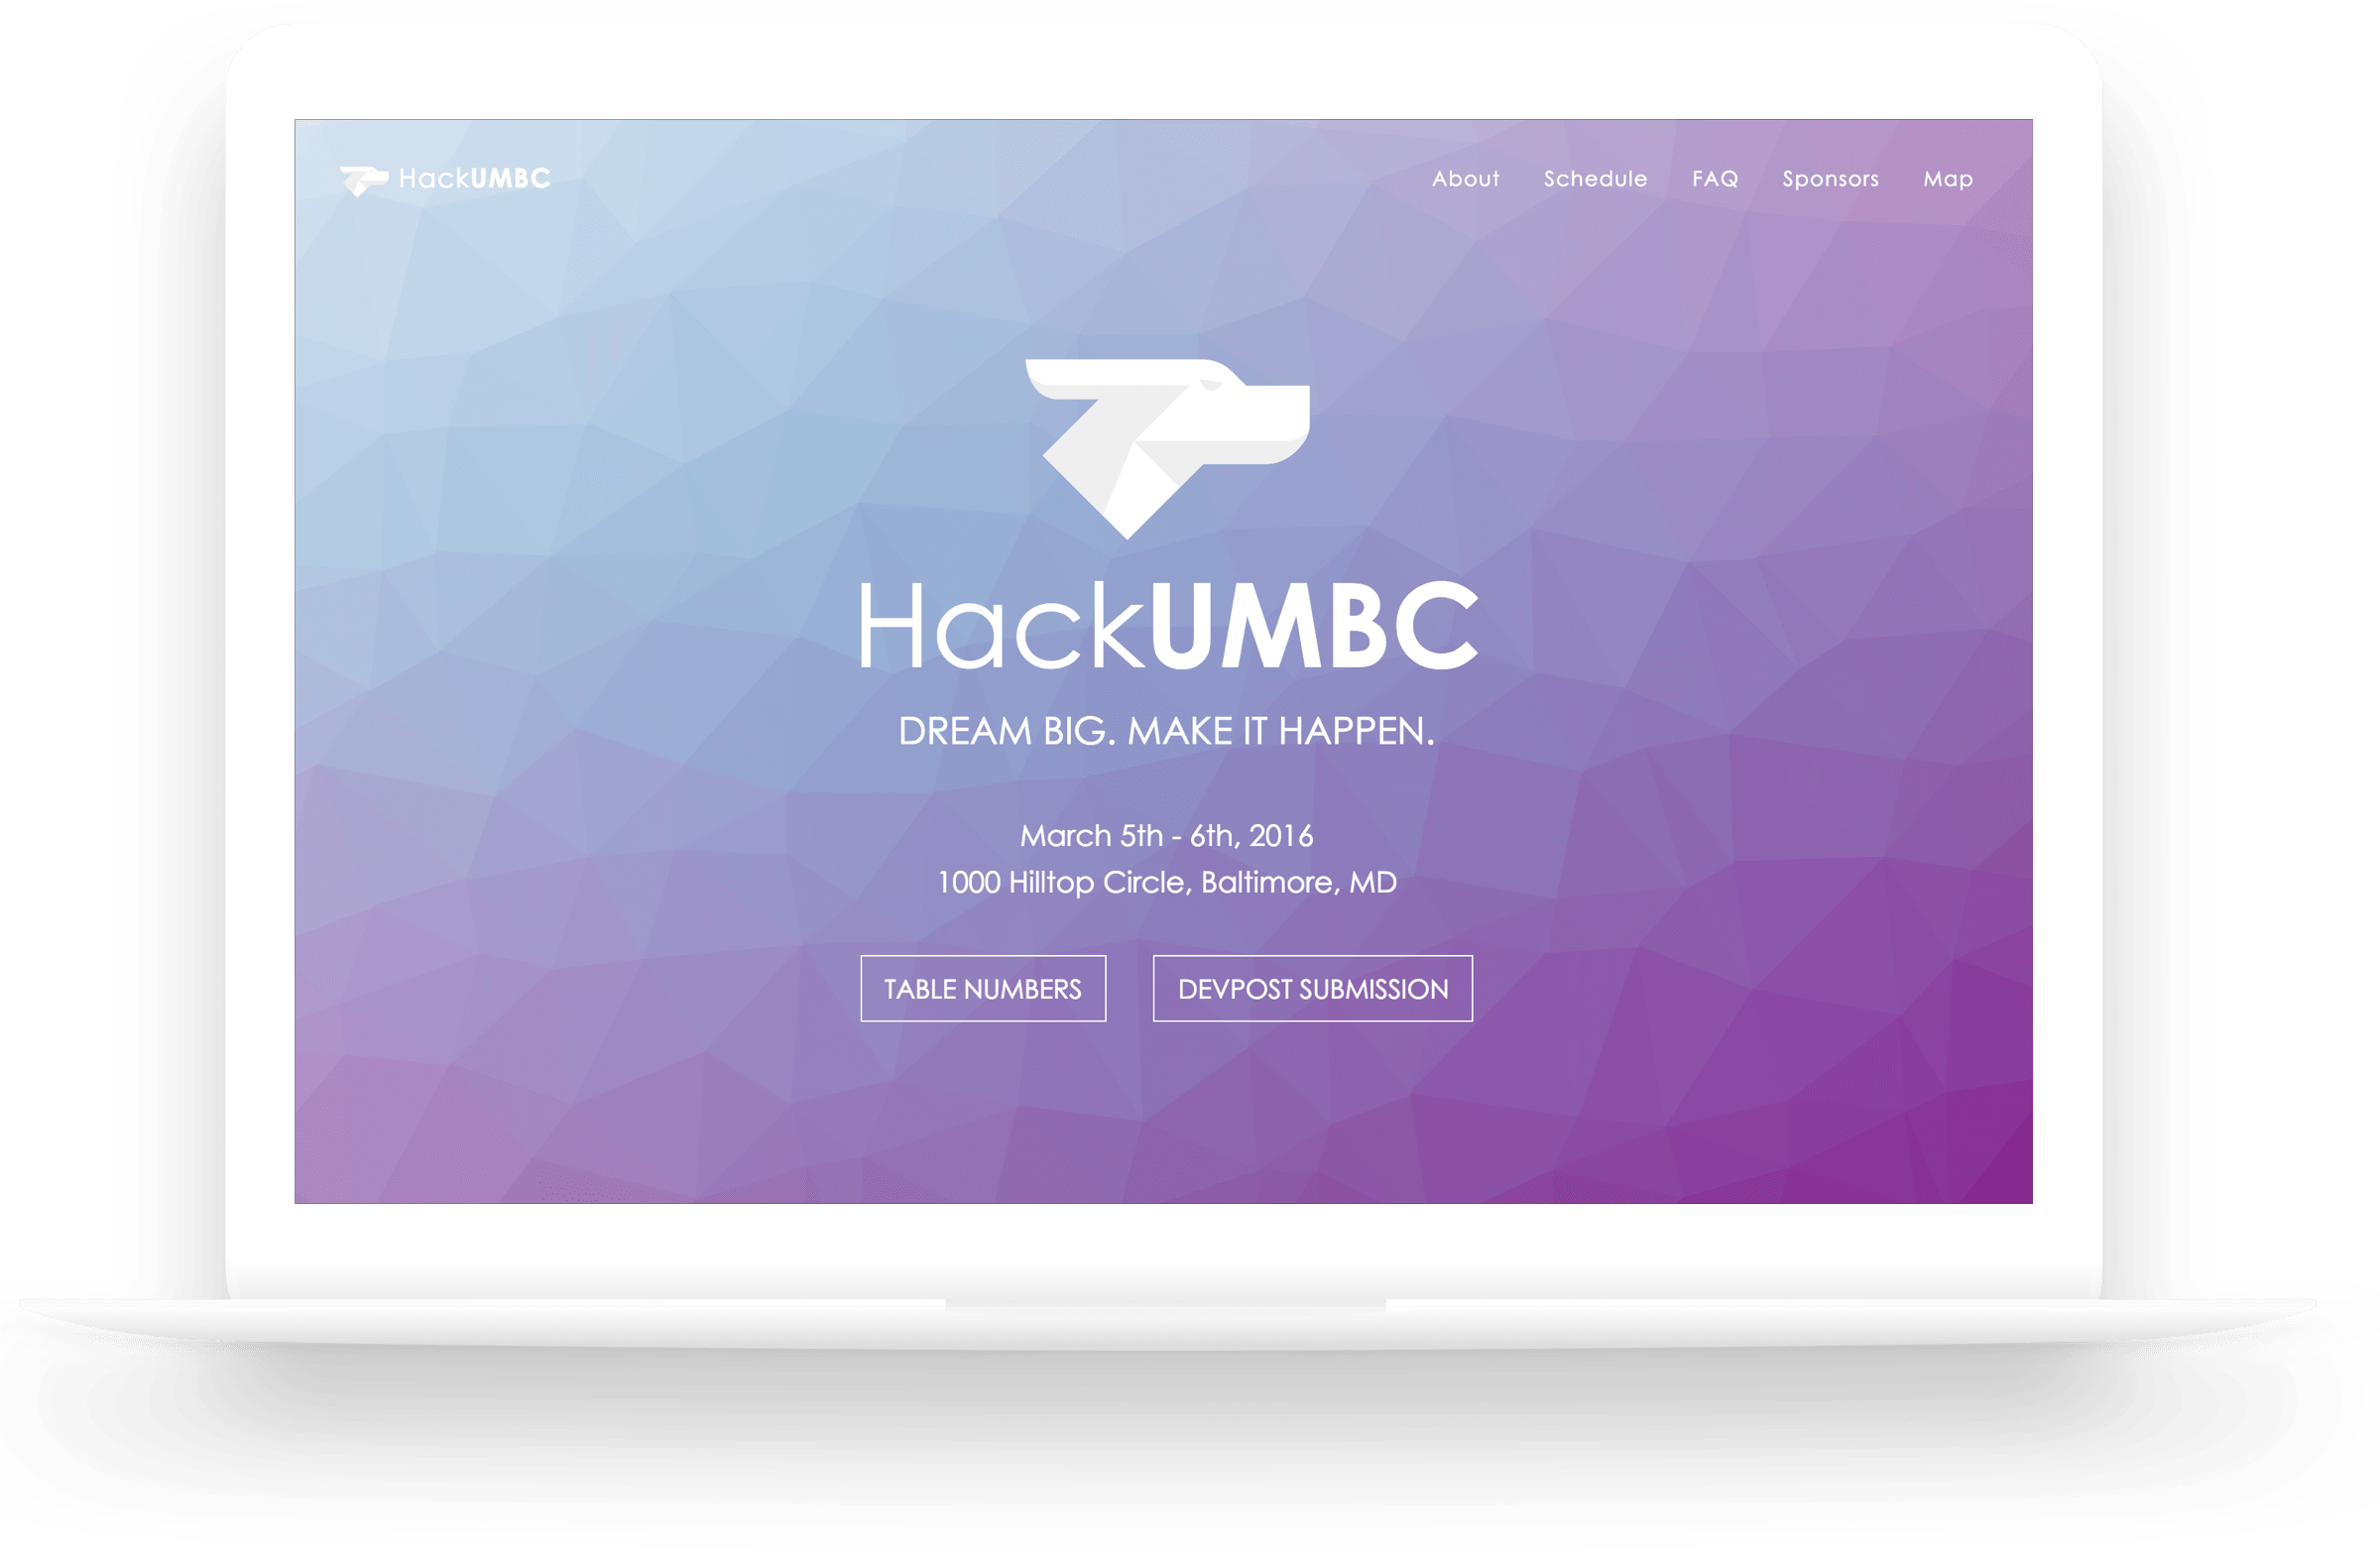 HackUMBC About Schedule FAQ Sponsors Map
HackUMBC
DREAM BIG. MAKE IT HAPPEN.
March 5th - 6th, 2016
1000 Hilltop Circle, Baltimore, MD
TABLE NUMBERS DEVPOST SUBMISSION